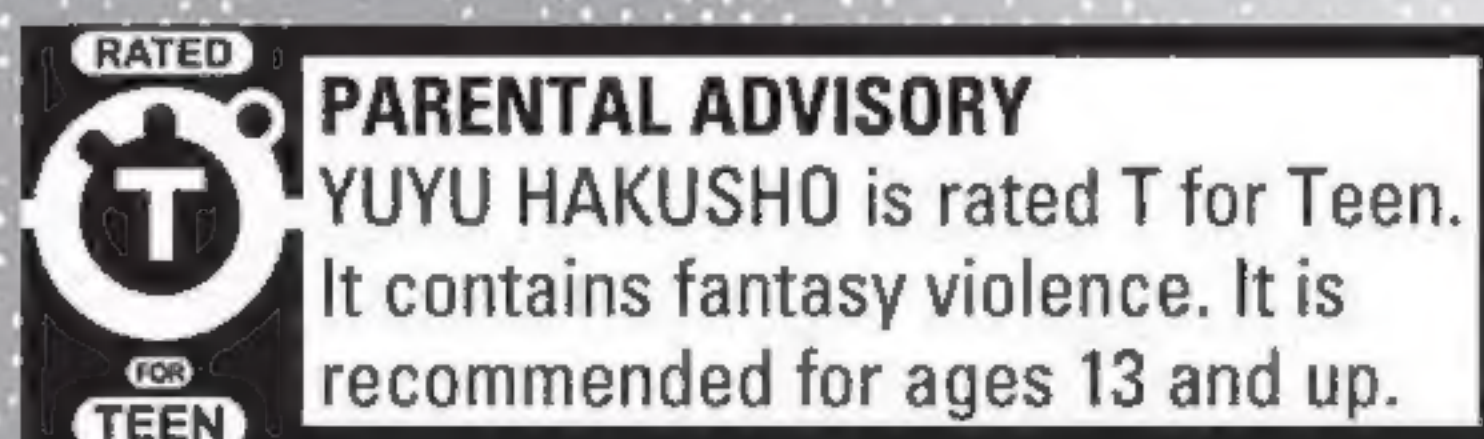 RATED
T
FOR
TEEN
PARENTAL ADVISORY
YUYU HAKUSHO is rated T for Teen.
It contains fantasy violence. It is
recommended for ages 13 and up.